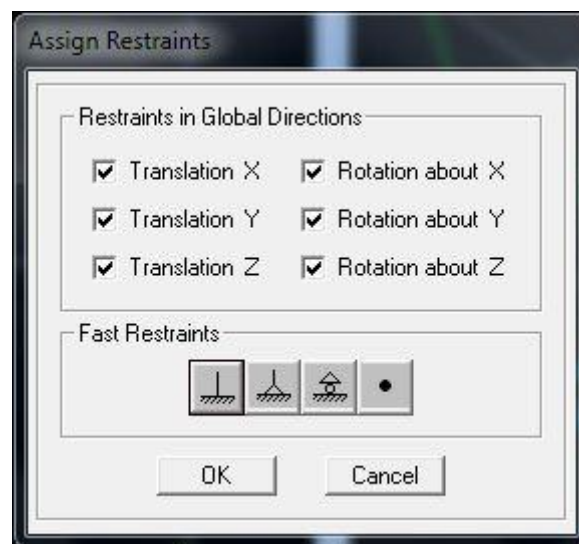 Assign Restraints
Restraints in Global Directions
Translation X Rotation about X
Translation Y Rotation about Y
Translation Z Rotation about Z
Fast Restraints
OK Cancel